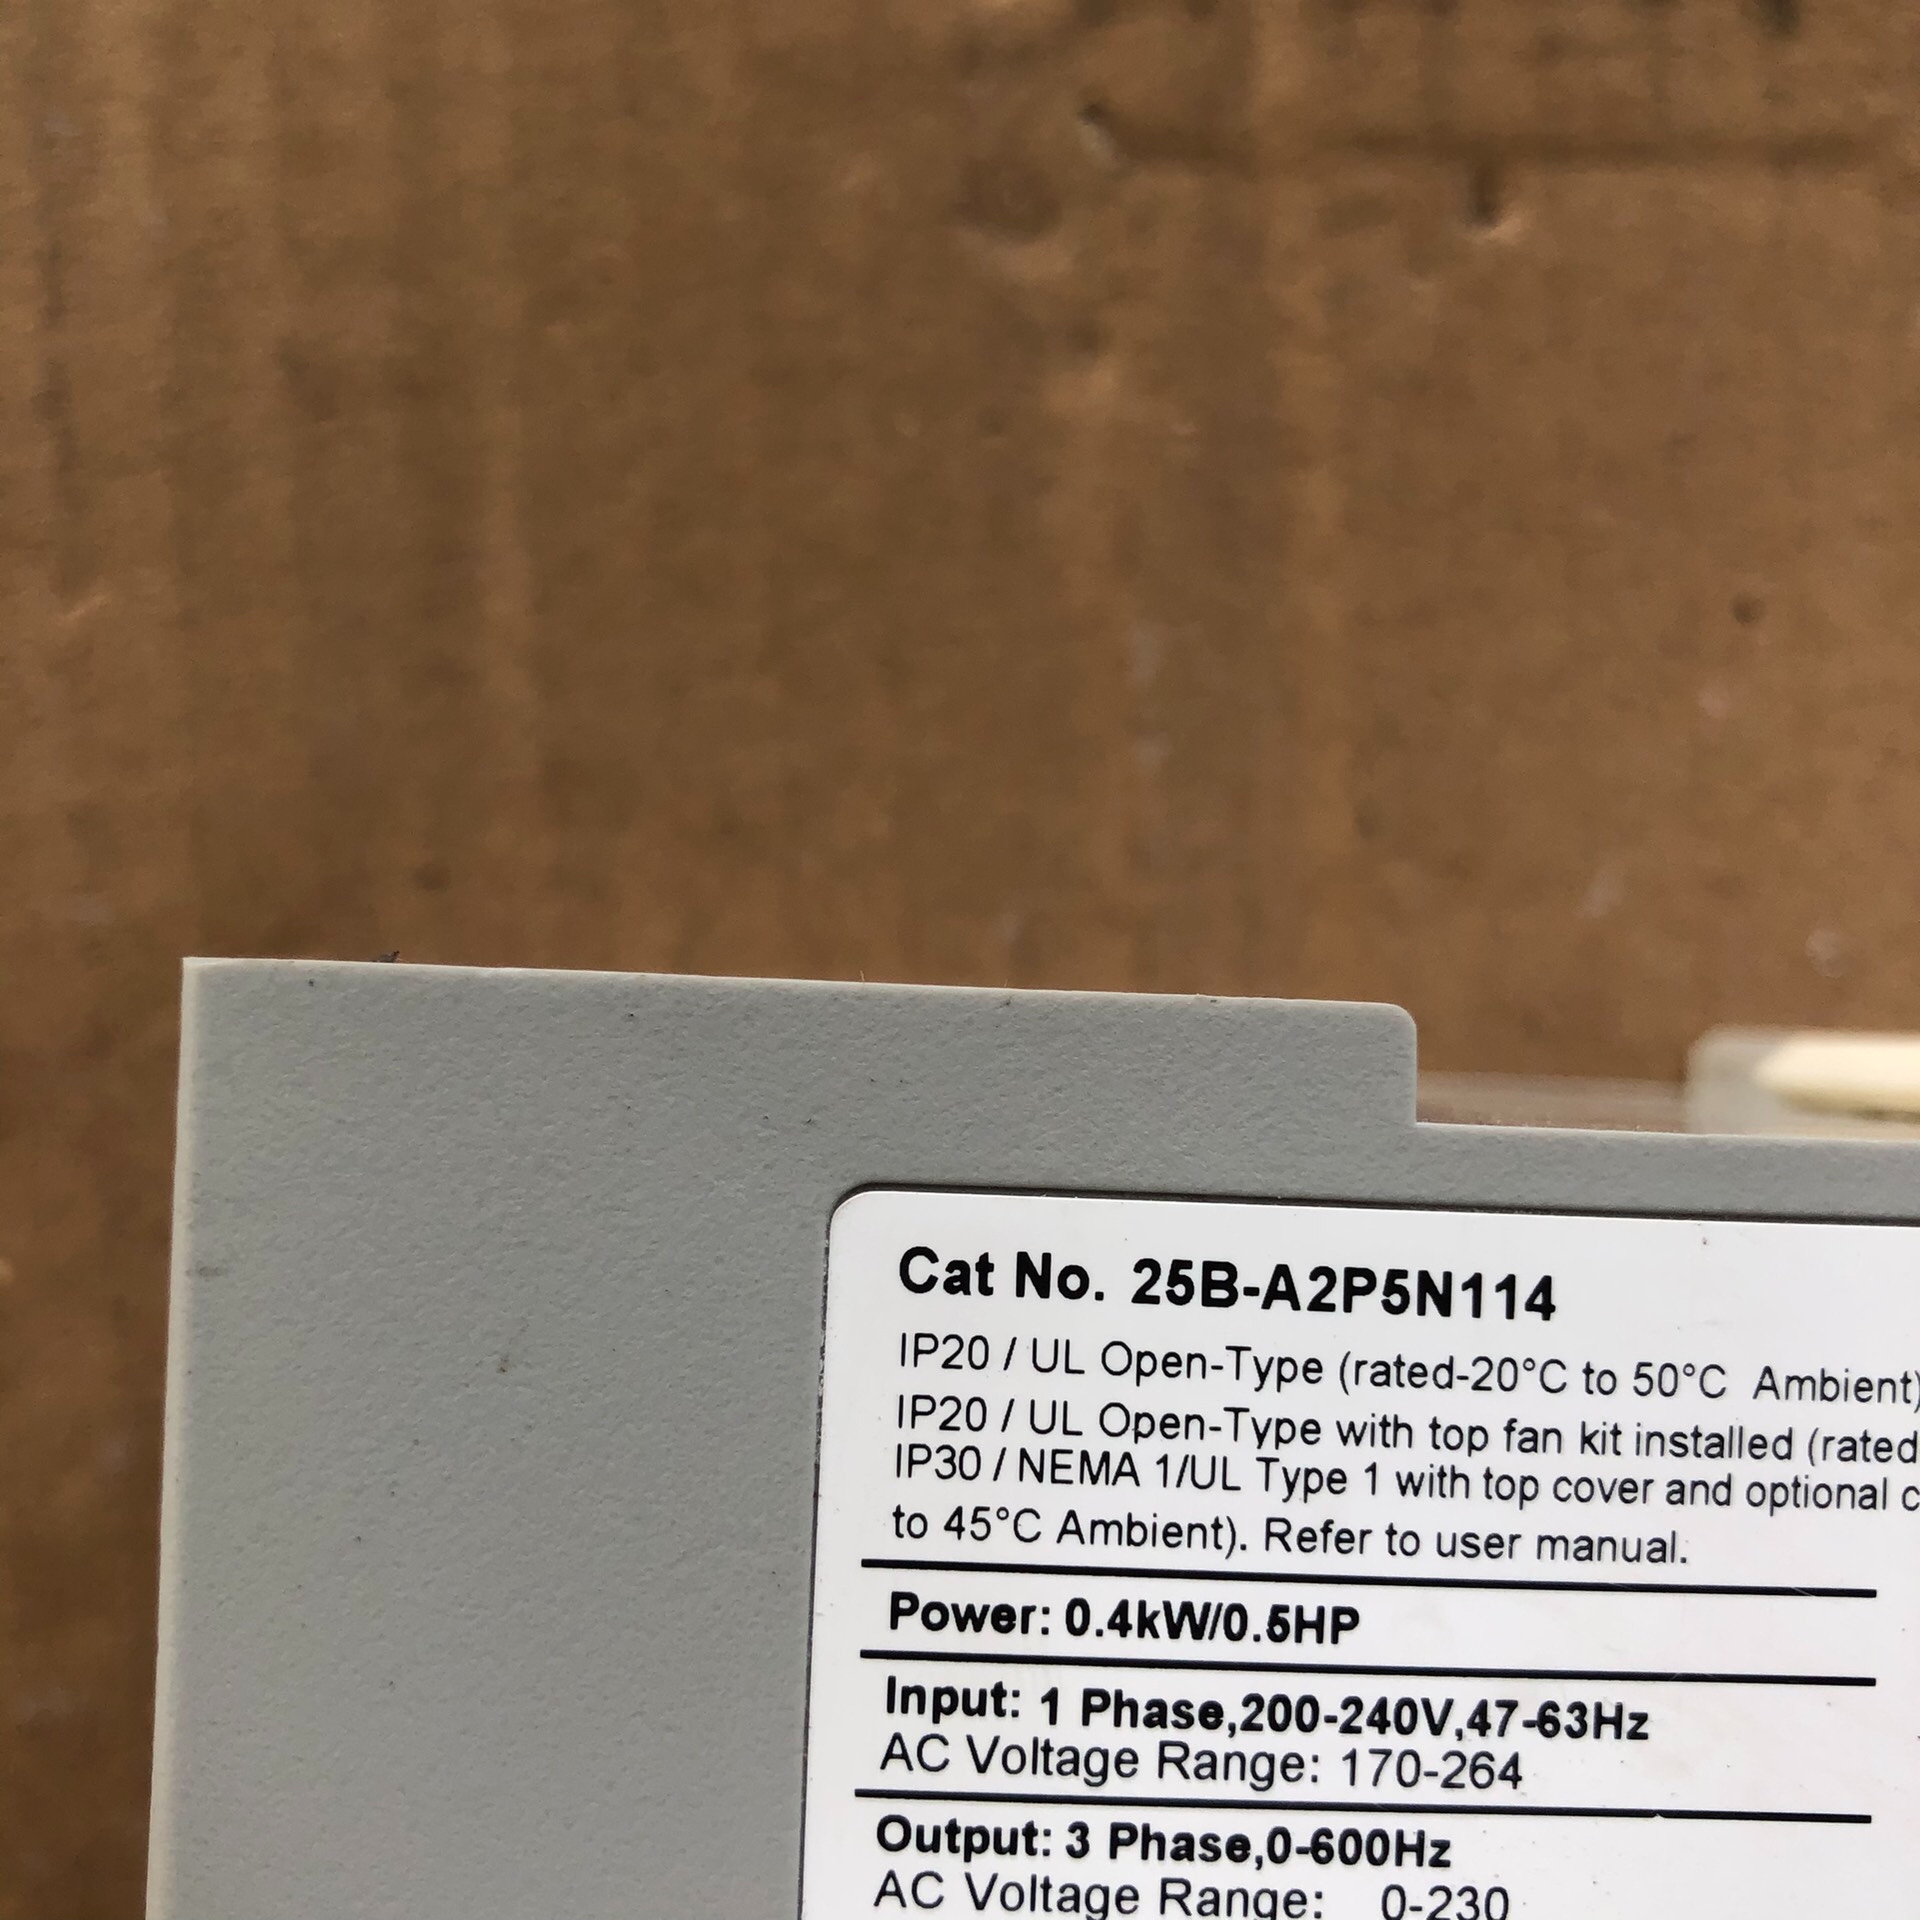 Cat No. 25B-A2P5N114
IP20 / UL Open-Type (rated-20°C to 50°C Ambient)
IP20 / UL Open-Type with top fan kit installed (rated
IP30 / NEMA 1/UL Type 1 with top cover and optional c
to 45°C Ambient). Refer to user manual.
Power: 0.4kW/0.5HP
Input: 1 Phase,200-240V,47-63Hz
AC Voltage Range: 170-264
Output: 3 Phase,0-600Hz
AC Voltage Range: 0-230